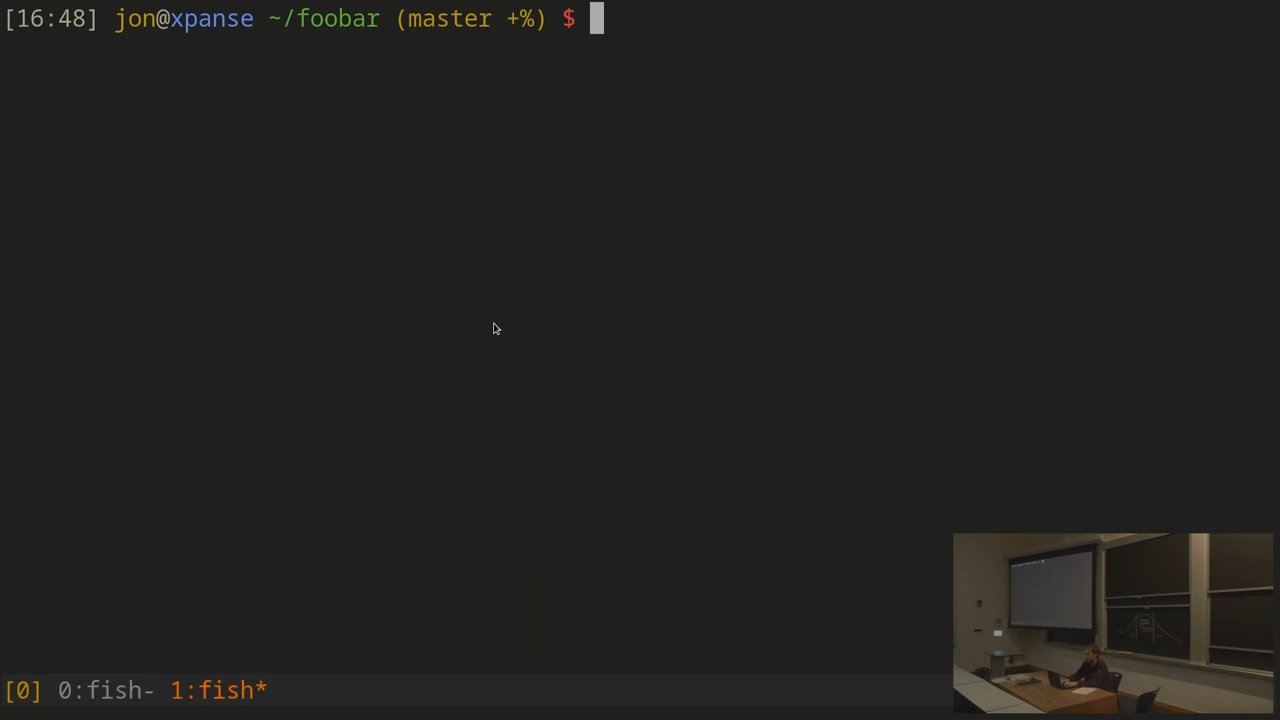 [16:48] jon@xpanse ~/foobar (master +%) $
[0] 0:fish- 1:fish*